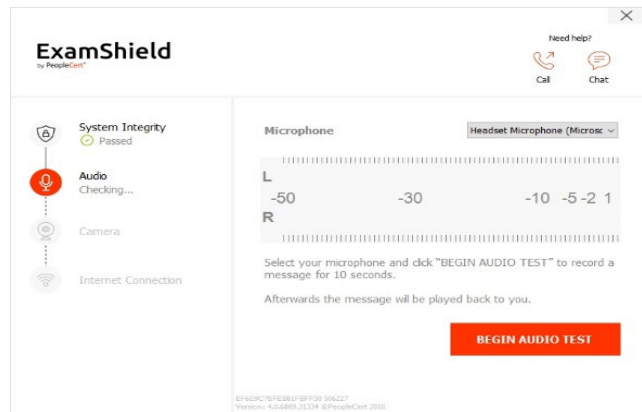 Need help?
ExamShield
by PeopleCert
Call Chat
System Integrity
Passed
Audio
Checking...
Camera
Internet Connection
Microphone
Headset Microphone (Microsc
L
-50 -30 -10 -5 -2 1
R
Select your microphone and click "BEGIN AUDIO TEST" to record a
message for 10 seconds.
Afterwards the message will be played back to you.
BEGIN AUDIO TEST
©PeopleCert 2018